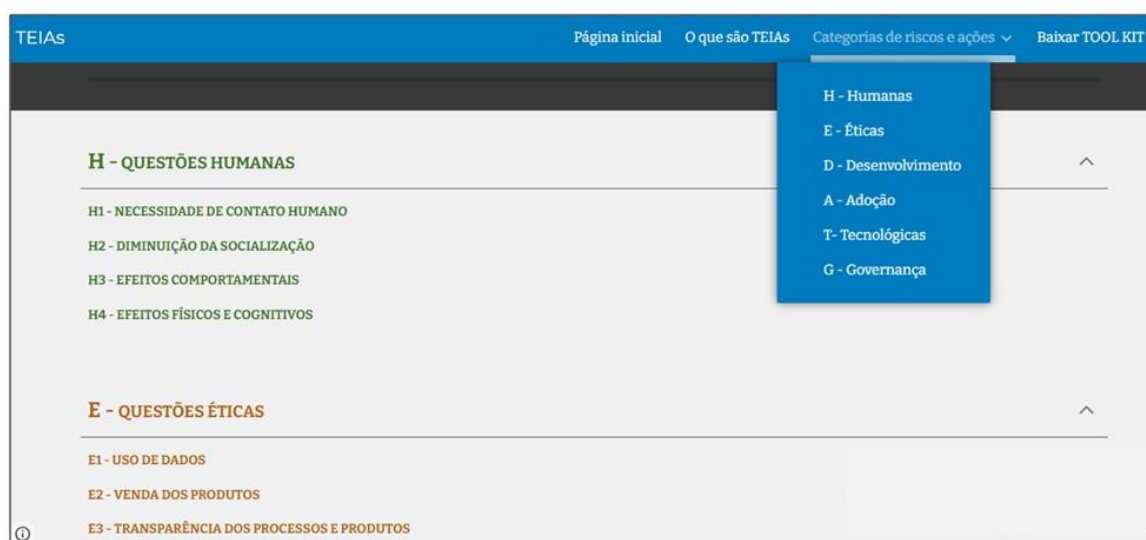 TEIAs
Página inicial
O que são TEIAs
Categorias de riscos e ações
Baixar TOOL KIT
H - Humanas
E - Éticas
D - Desenvolvimento
A - Adoção
T- Tecnológicas
G - Governança
H - QUESTÕES HUMANAS
H1 - NECESSIDADE DE CONTATO HUMANO
H2 - DIMINUIÇÃO DA SOCIALIZAÇÃO
H3 - EFEITOS COMPORTAMENTAIS
H4 - EFEITOS FÍSICOS E COGNITIVOS
E - QUESTÕES ÉTICAS
E1 - USO DE DADOS
E2 - VENDA DOS PRODUTOS
E3 - TRANSPARÊNCIA DOS PROCESSOS E PRODUTOS